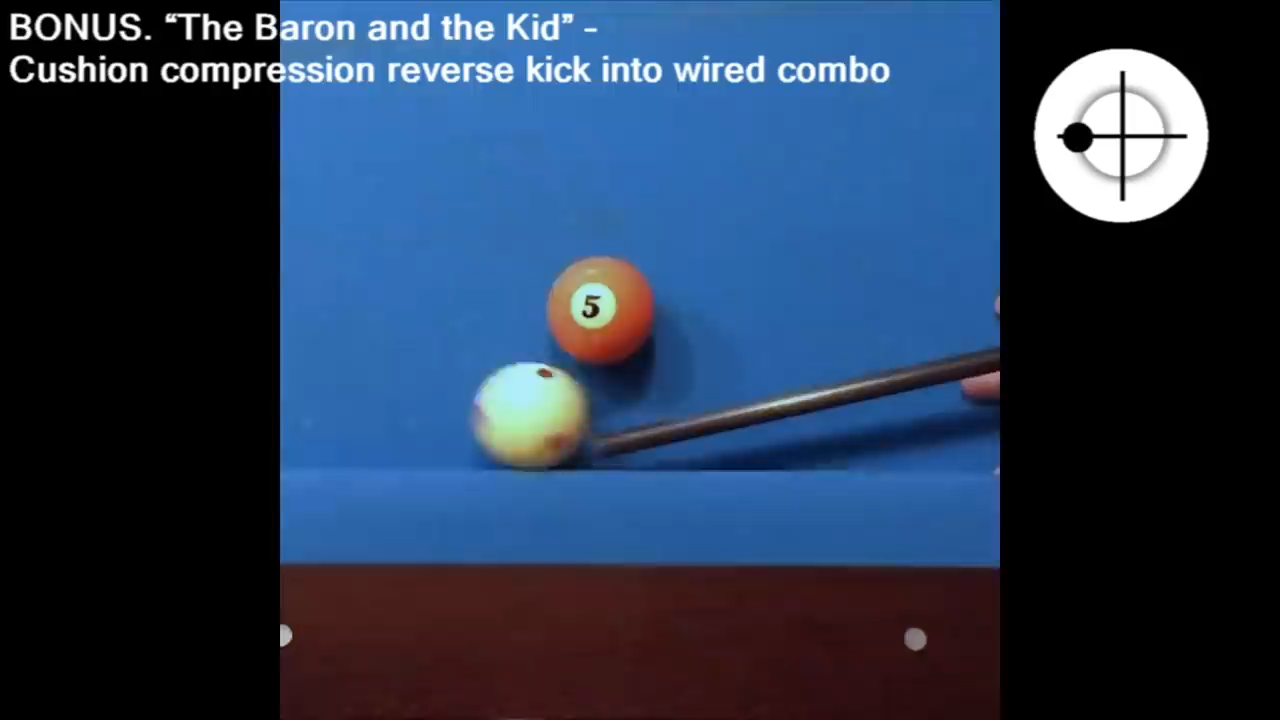 BONUS. “The Baron and the Kid” –
Cushion compression reverse kick into wired combo
5